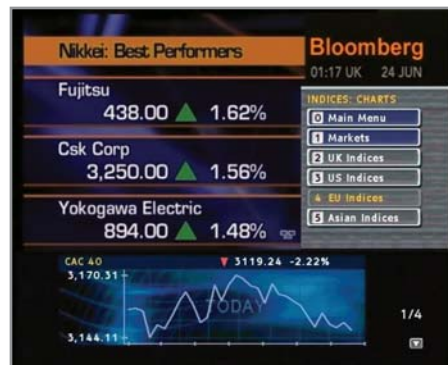 Nikkei: Best Performers
Bloomberg
01:17 UK 24 JUN
Fujitsu
438.00 ▲ 1.62%
Csk Corp
3,250.00 ▲ 1.56%
Yokogawa Electric
894.00 ▲ 1.48%
INDICES: CHARTS
0 Main Menu
1 Markets
2 UK Indices
3 US Indices
4 EU Indices
5 Asian Indices
CAC 40 ▼ 3119.24 -2.22%
3,170.31
TODAY
3,144.11
1/4